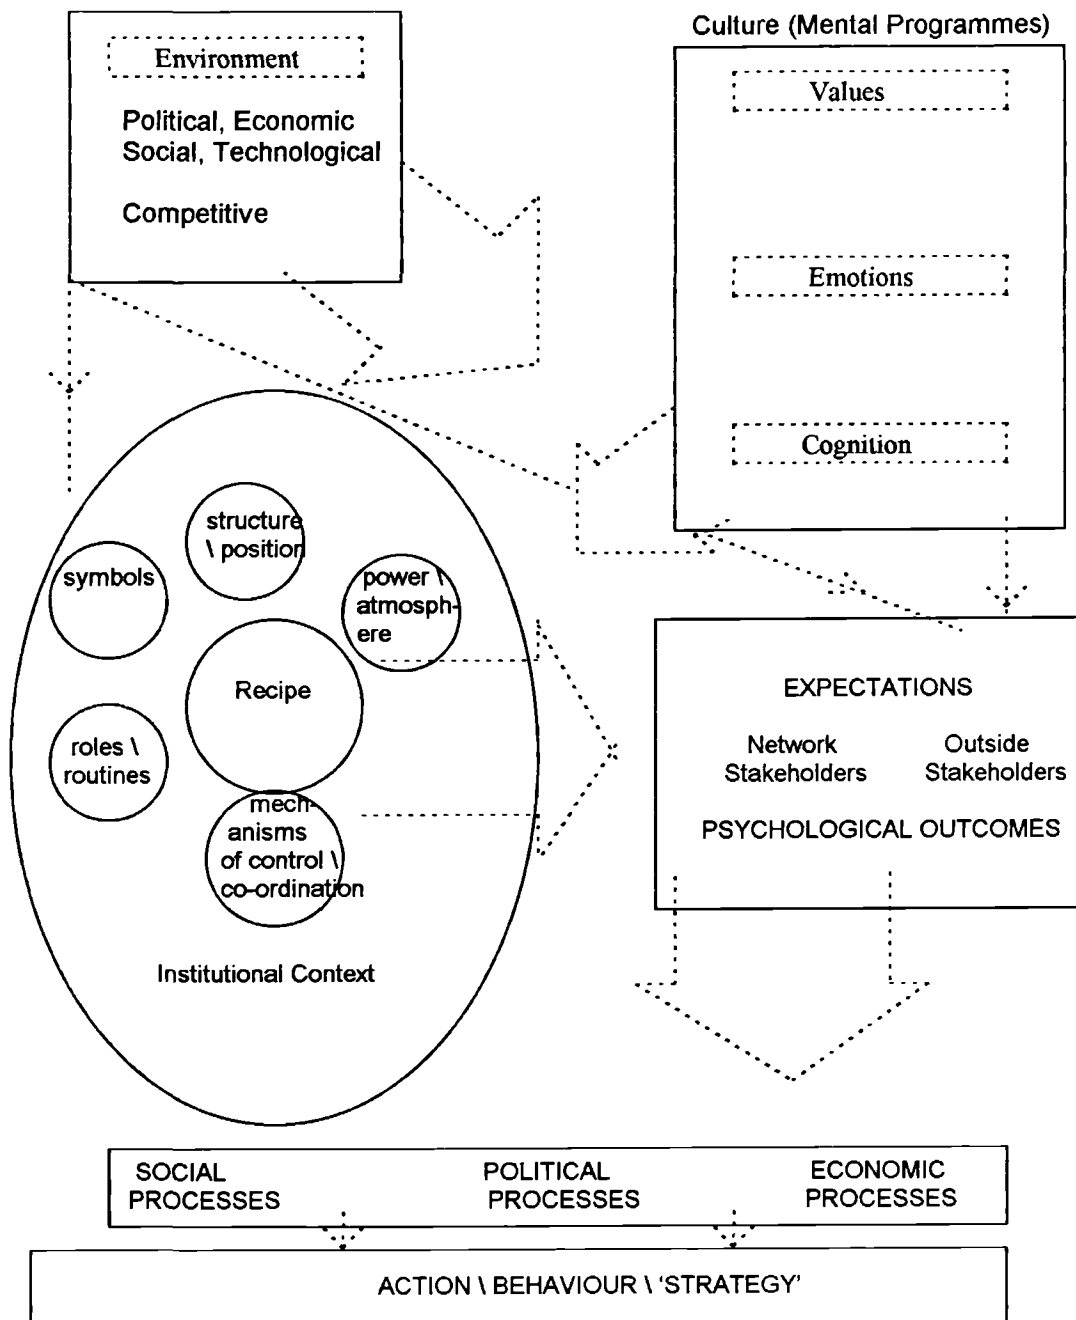 Environment
Political, Economic
Social, Technological
Competitive
Culture (Mental Programmes)
Values
Emotions
Cognition
structure
\ position
symbols
power \
atmosph-
ere
Recipe
roles \
routines
mech-
anisms
of control \
co-ordination
Institutional Context
EXPECTATIONS
Network
Stakeholders
Outside
Stakeholders
PSYCHOLOGICAL OUTCOMES
SOCIAL
PROCESSES
POLITICAL
PROCESSES
ECONOMIC
PROCESSES
ACTION \ BEHAVIOUR \ ‘STRATEGY’